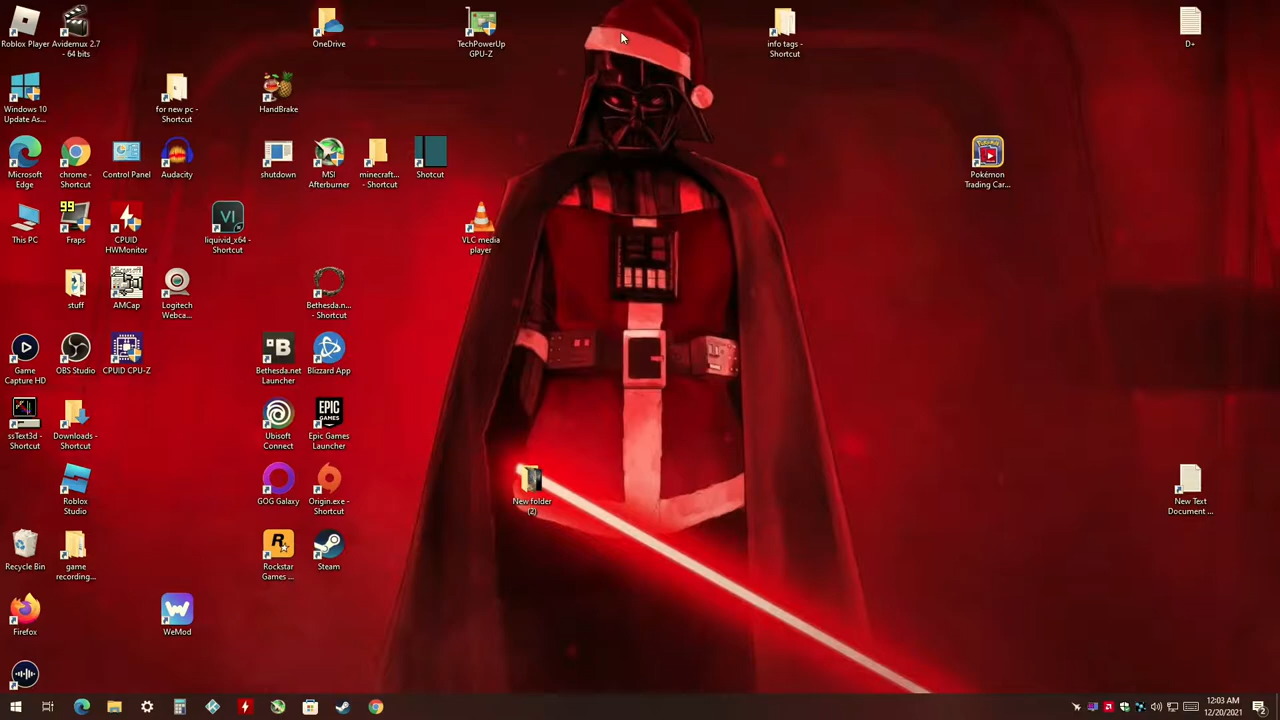 Roblox Player
Avidemux 2.7
- 64 bits
OneDrive
TechPowerUp
GPU-Z
info tags -
Shortcut
D+
Windows 10
Update As...
for new pc -
Shortcut
HandBrake
Microsoft
Edge
chrome -
Shortcut
Control Panel
Audacity
shutdown
MSI
Afterburner
minecraft...
- Shortcut
Shotcut
Pokémon
Trading Car...
99
This PC
Fraps
CPUID
HWMonitor
VI
liquivid_x64 -
Shortcut
VLC media
player
stuff
AMCap
Logitech
Webca...
Bethesda.n...
- Shortcut
Game
Capture HD
OBS Studio
CPUID CPU-Z
B
Bethesda.net
Launcher
Blizzard App
ssText3d -
Shortcut
Downloads -
Shortcut
Ubisoft
Connect
EPIC
GAMES
Epic Games
Launcher
Roblox
Studio
GOG Galaxy
Origin.exe -
Shortcut
New folder
(2)
New Text
Document ...
Recycle Bin
game
recording...
R
Rockstar
Games ...
Steam
Firefox
WeMod
12:03 AM
12/20/2021
2